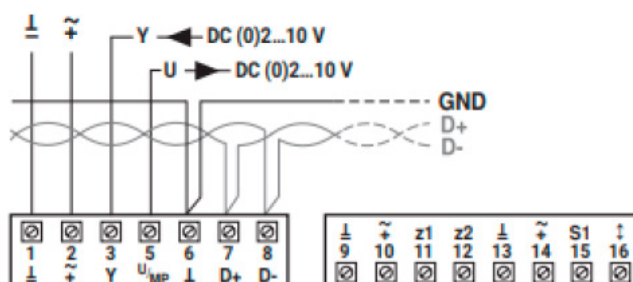 ⊥ ~+
Y DC (0)2...10 V
U DC (0)2...10 V
GND
D+
D-
1 2 3 5 6 7 8
⊥ ~+ Y U/MP ⊥ D+ D-
⊥ ~+ z1 z2 ⊥ ~+ S1 ↕
9 10 11 12 13 14 15 16